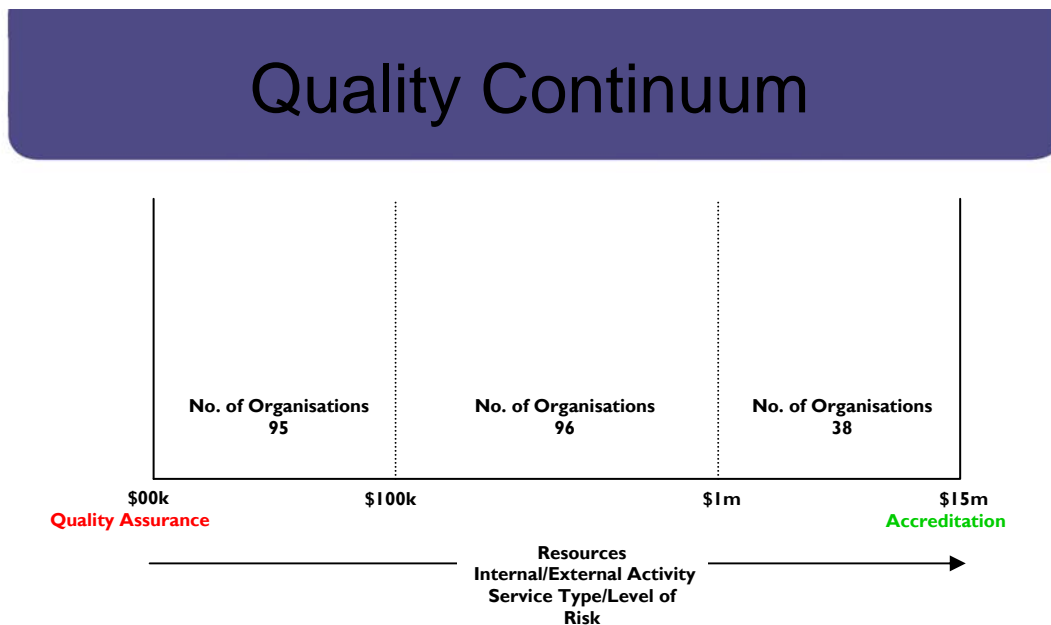 Quality Continuum
No. of Organisations
95
No. of Organisations
96
No. of Organisations
38
$00k
$100k
$1m
$15m
Quality Assurance
Accreditation
Resources
Internal/External Activity
Service Type/Level of
Risk